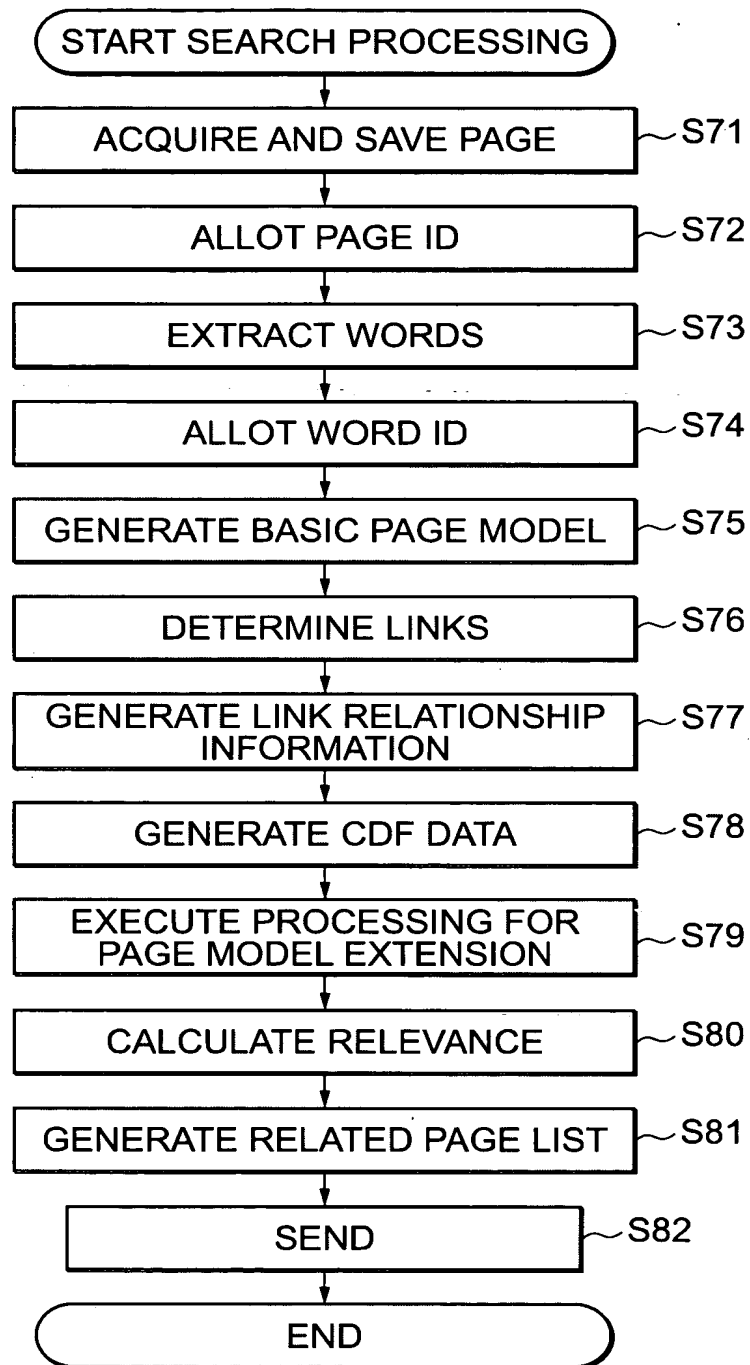 START SEARCH PROCESSING
ACQUIRE AND SAVE PAGE
S71
ALLOT PAGE ID
S72
EXTRACT WORDS
S73
ALLOT WORD ID
S74
GENERATE BASIC PAGE MODEL
S75
DETERMINE LINKS
S76
GENERATE LINK RELATIONSHIP
INFORMATION
S77
GENERATE CDF DATA
S78
EXECUTE PROCESSING FOR
PAGE MODEL EXTENSION
S79
CALCULATE RELEVANCE
S80
GENERATE RELATED PAGE LIST
S81
SEND
S82
END